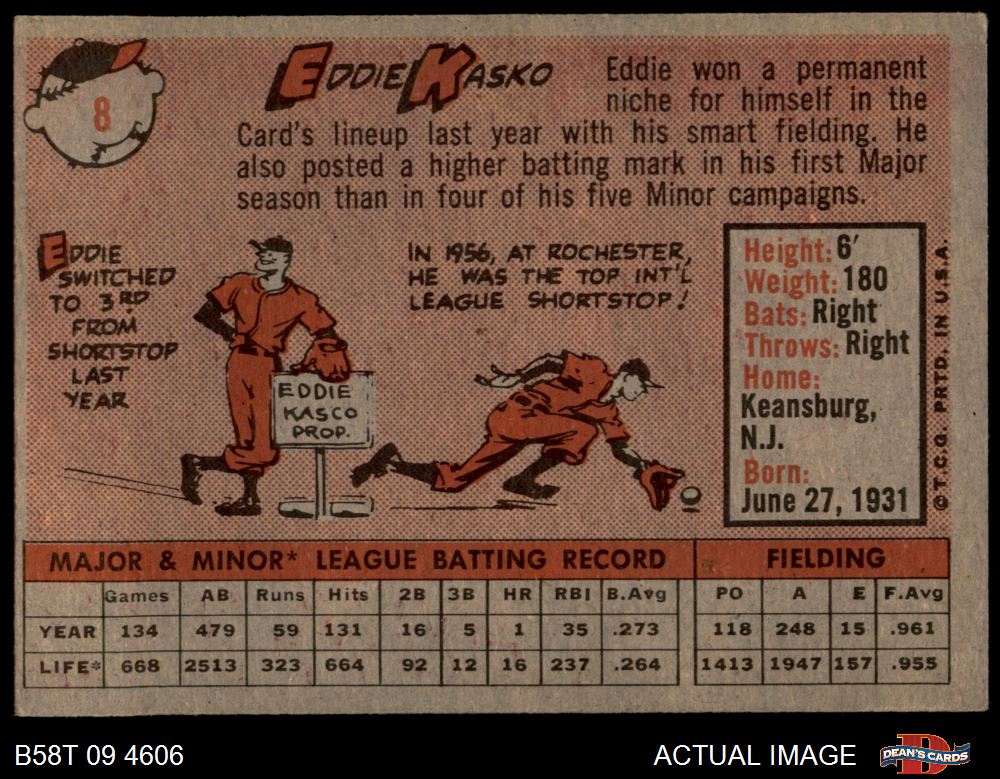 8
EDDIE KASKO
Eddie won a permanent
niche for himself in the
Card's lineup last year with his smart fielding. He
also posted a higher batting mark in his first Major
season than in four of his five Minor campaigns.
EDDIE
SWITCHED
TO 3RD
FROM
SHORTSTOP
LAST
YEAR
EDDIE
KASCO
PROP.
IN 1956, AT ROCHESTER,
HE WAS THE TOP INT'L
LEAGUE SHORTSTOP!
Height: 6'
Weight: 180
Bats: Right
Throws: Right
Home:
Keansburg,
N.J.
Born:
June 27, 1931
© T.C.G. PRTD. IN U.S.A.
MAJOR & MINOR* LEAGUE BATTING RECORD FIELDING
Games AB Runs Hits 2B 3B HR RBI B.Avg PO A E F.Avg
YEAR 134 479 59 131 16 5 1 35 .273 118 248 15 .961
LIFE* 668 2513 323 664 92 12 16 237 .264 1413 1947 157 .955
B58T 09 4606 ACTUAL IMAGE DEAN'S CARDS